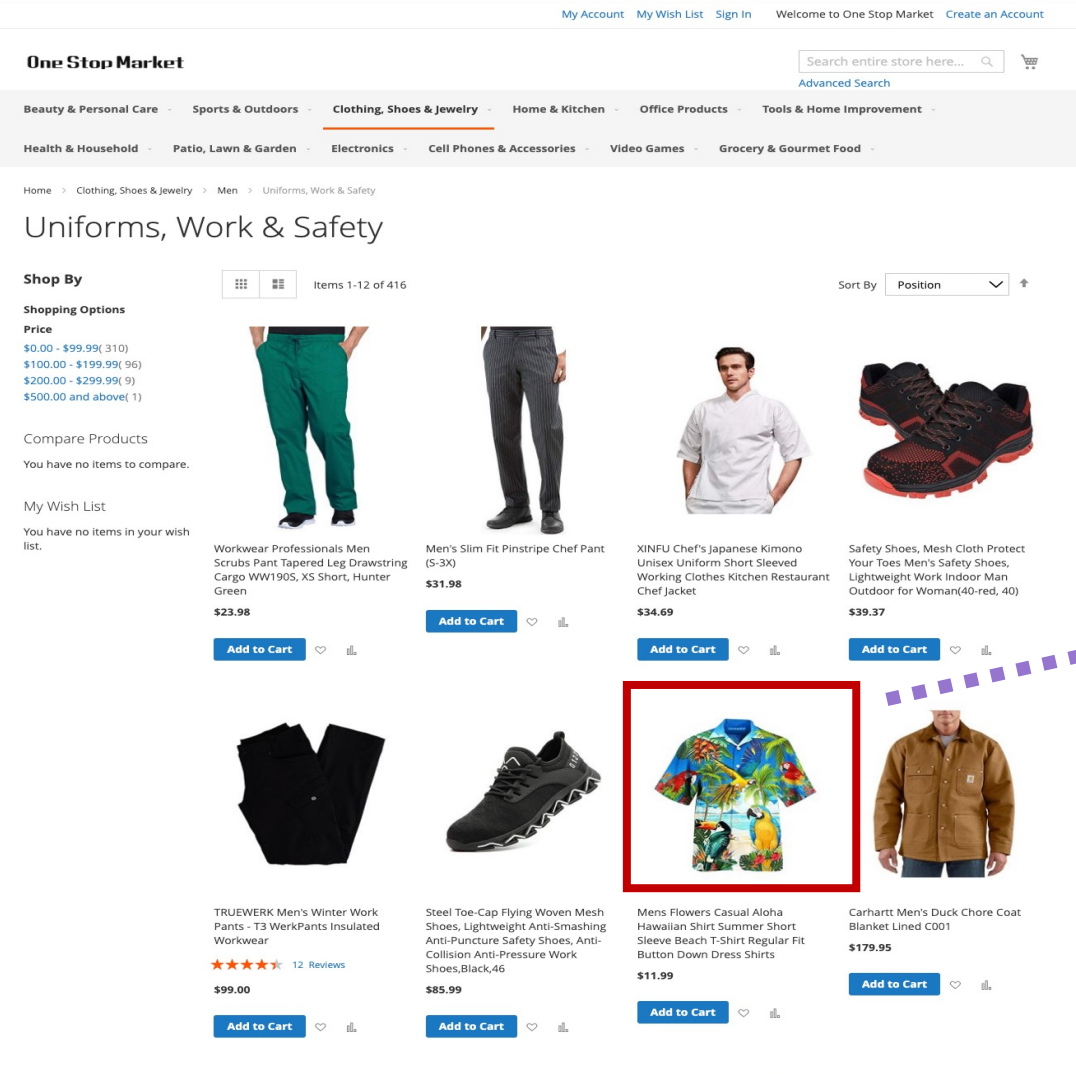 My Account My Wish List Sign In Welcome to One Stop Market Create an Account
One Stop Market
Search entire store here...
Advanced Search
Beauty & Personal Care Sports & Outdoors Clothing, Shoes & Jewelry Home & Kitchen Office Products Tools & Home Improvement
Health & Household Patio, Lawn & Garden Electronics Cell Phones & Accessories Video Games Grocery & Gourmet Food
Home > Clothing, Shoes & Jewelry > Men > Uniforms, Work & Safety
Uniforms, Work & Safety
Shop By
Shopping Options
Price
$0.00 - $99.99( 310)
$100.00 - $199.99( 96)
$200.00 - $299.99( 9)
$500.00 and above( 1)
Compare Products
You have no items to compare.
My Wish List
You have no items in your wish
list.
Items 1-12 of 416
Sort By Position
Workwear Professionals Men
Scrubs Pant Tapered Leg Drawstring
Cargo WW190S, XS Short, Hunter
Green
$23.98
Add to Cart
Men's Slim Fit Pinstripe Chef Pant
(S-3X)
$31.98
Add to Cart
XINFU Chef's Japanese Kimono
Unisex Uniform Short Sleeved
Working Clothes Kitchen Restaurant
Chef Jacket
$34.69
Add to Cart
Safety Shoes, Mesh Cloth Protect
Your Toes Men's Safety Shoes,
Lightweight Work Indoor Man
Outdoor for Woman(40-red, 40)
$39.37
Add to Cart
TRUEWERK Men's Winter Work
Pants - T3 WerkPants Insulated
Workwear
12 Reviews
$99.00
Add to Cart
Steel Toe-Cap Flying Woven Mesh
Shoes, Lightweight Anti-Smashing
Anti-Puncture Safety Shoes, Anti-
Collision Anti-Pressure Work
Shoes,Black,46
$85.99
Add to Cart
Mens Flowers Casual Aloha
Hawaiian Shirt Summer Short
Sleeve Beach T-Shirt Regular Fit
Button Down Dress Shirts
$11.99
Add to Cart
Carhartt Men's Duck Chore Coat
Blanket Lined C001
$179.95
Add to Cart